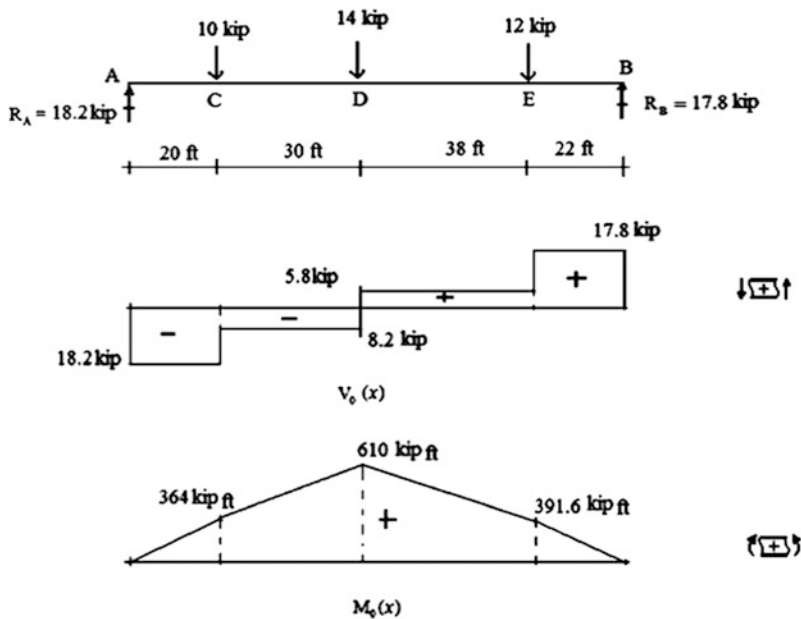 10 kip
14 kip
12 kip
A
B
C
D
E
R_A = 18.2 kip
R_B = 17.8 kip
20 ft
30 ft
38 ft
22 ft
17.8 kip
5.8 kip
+
+
+
−
−
8.2 kip
18.2 kip
V_0 (x)
610 kip ft
364 kip ft
391.6 kip ft
+
+
M_0 (x)